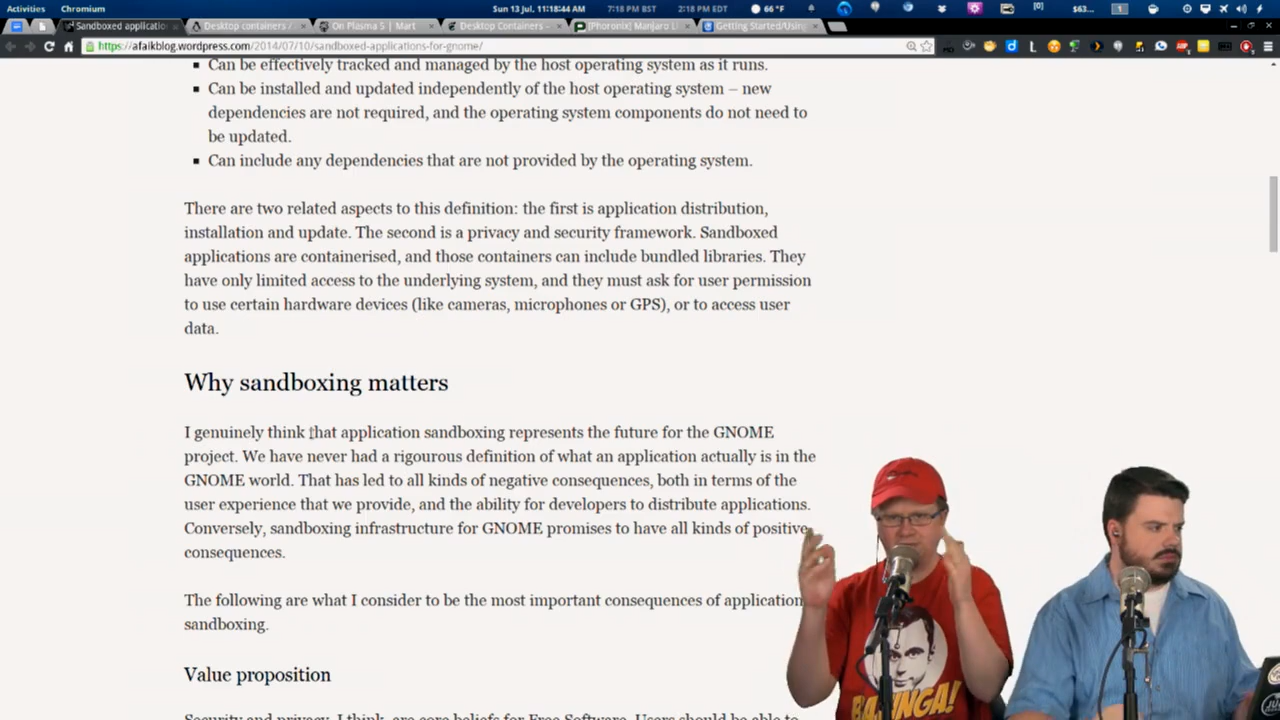 Activities
Chromium
Sun 13 Jul, 11:18:44 AM
7:18 PM BST
2:18 PM EDT
66 °F
$63...
1
Sandboxed applicatio
Desktop containers /
On Plasma 5 | Mart
Desktop Containers –
[Phoronix] Manjaro Li
Getting Started/Using
https://afaikblog.wordpress.com/2014/07/10/sandboxed-applications-for-gnome/
Can be effectively tracked and managed by the host operating system as it runs.
Can be installed and updated independently of the host operating system – new
dependencies are not required, and the operating system components do not need to
be updated.
Can include any dependencies that are not provided by the operating system.
There are two related aspects to this definition: the first is application distribution,
installation and update. The second is a privacy and security framework. Sandboxed
applications are containerised, and those containers can include bundled libraries. They
have only limited access to the underlying system, and they must ask for user permission
to use certain hardware devices (like cameras, microphones or GPS), or to access user
data.
Why sandboxing matters
I genuinely think that application sandboxing represents the future for the GNOME
project. We have never had a rigourous definition of what an application actually is in the
GNOME world. That has led to all kinds of negative consequences, both in terms of the
user experience that we provide, and the ability for developers to distribute applications.
Conversely, sandboxing infrastructure for GNOME promises to have all kinds of positive
consequences.
The following are what I consider to be the most important consequences of application
sandboxing.
Value proposition
Security and privacy, I think, are core beliefs for Free Software. Users should be able to
BAZINGA!